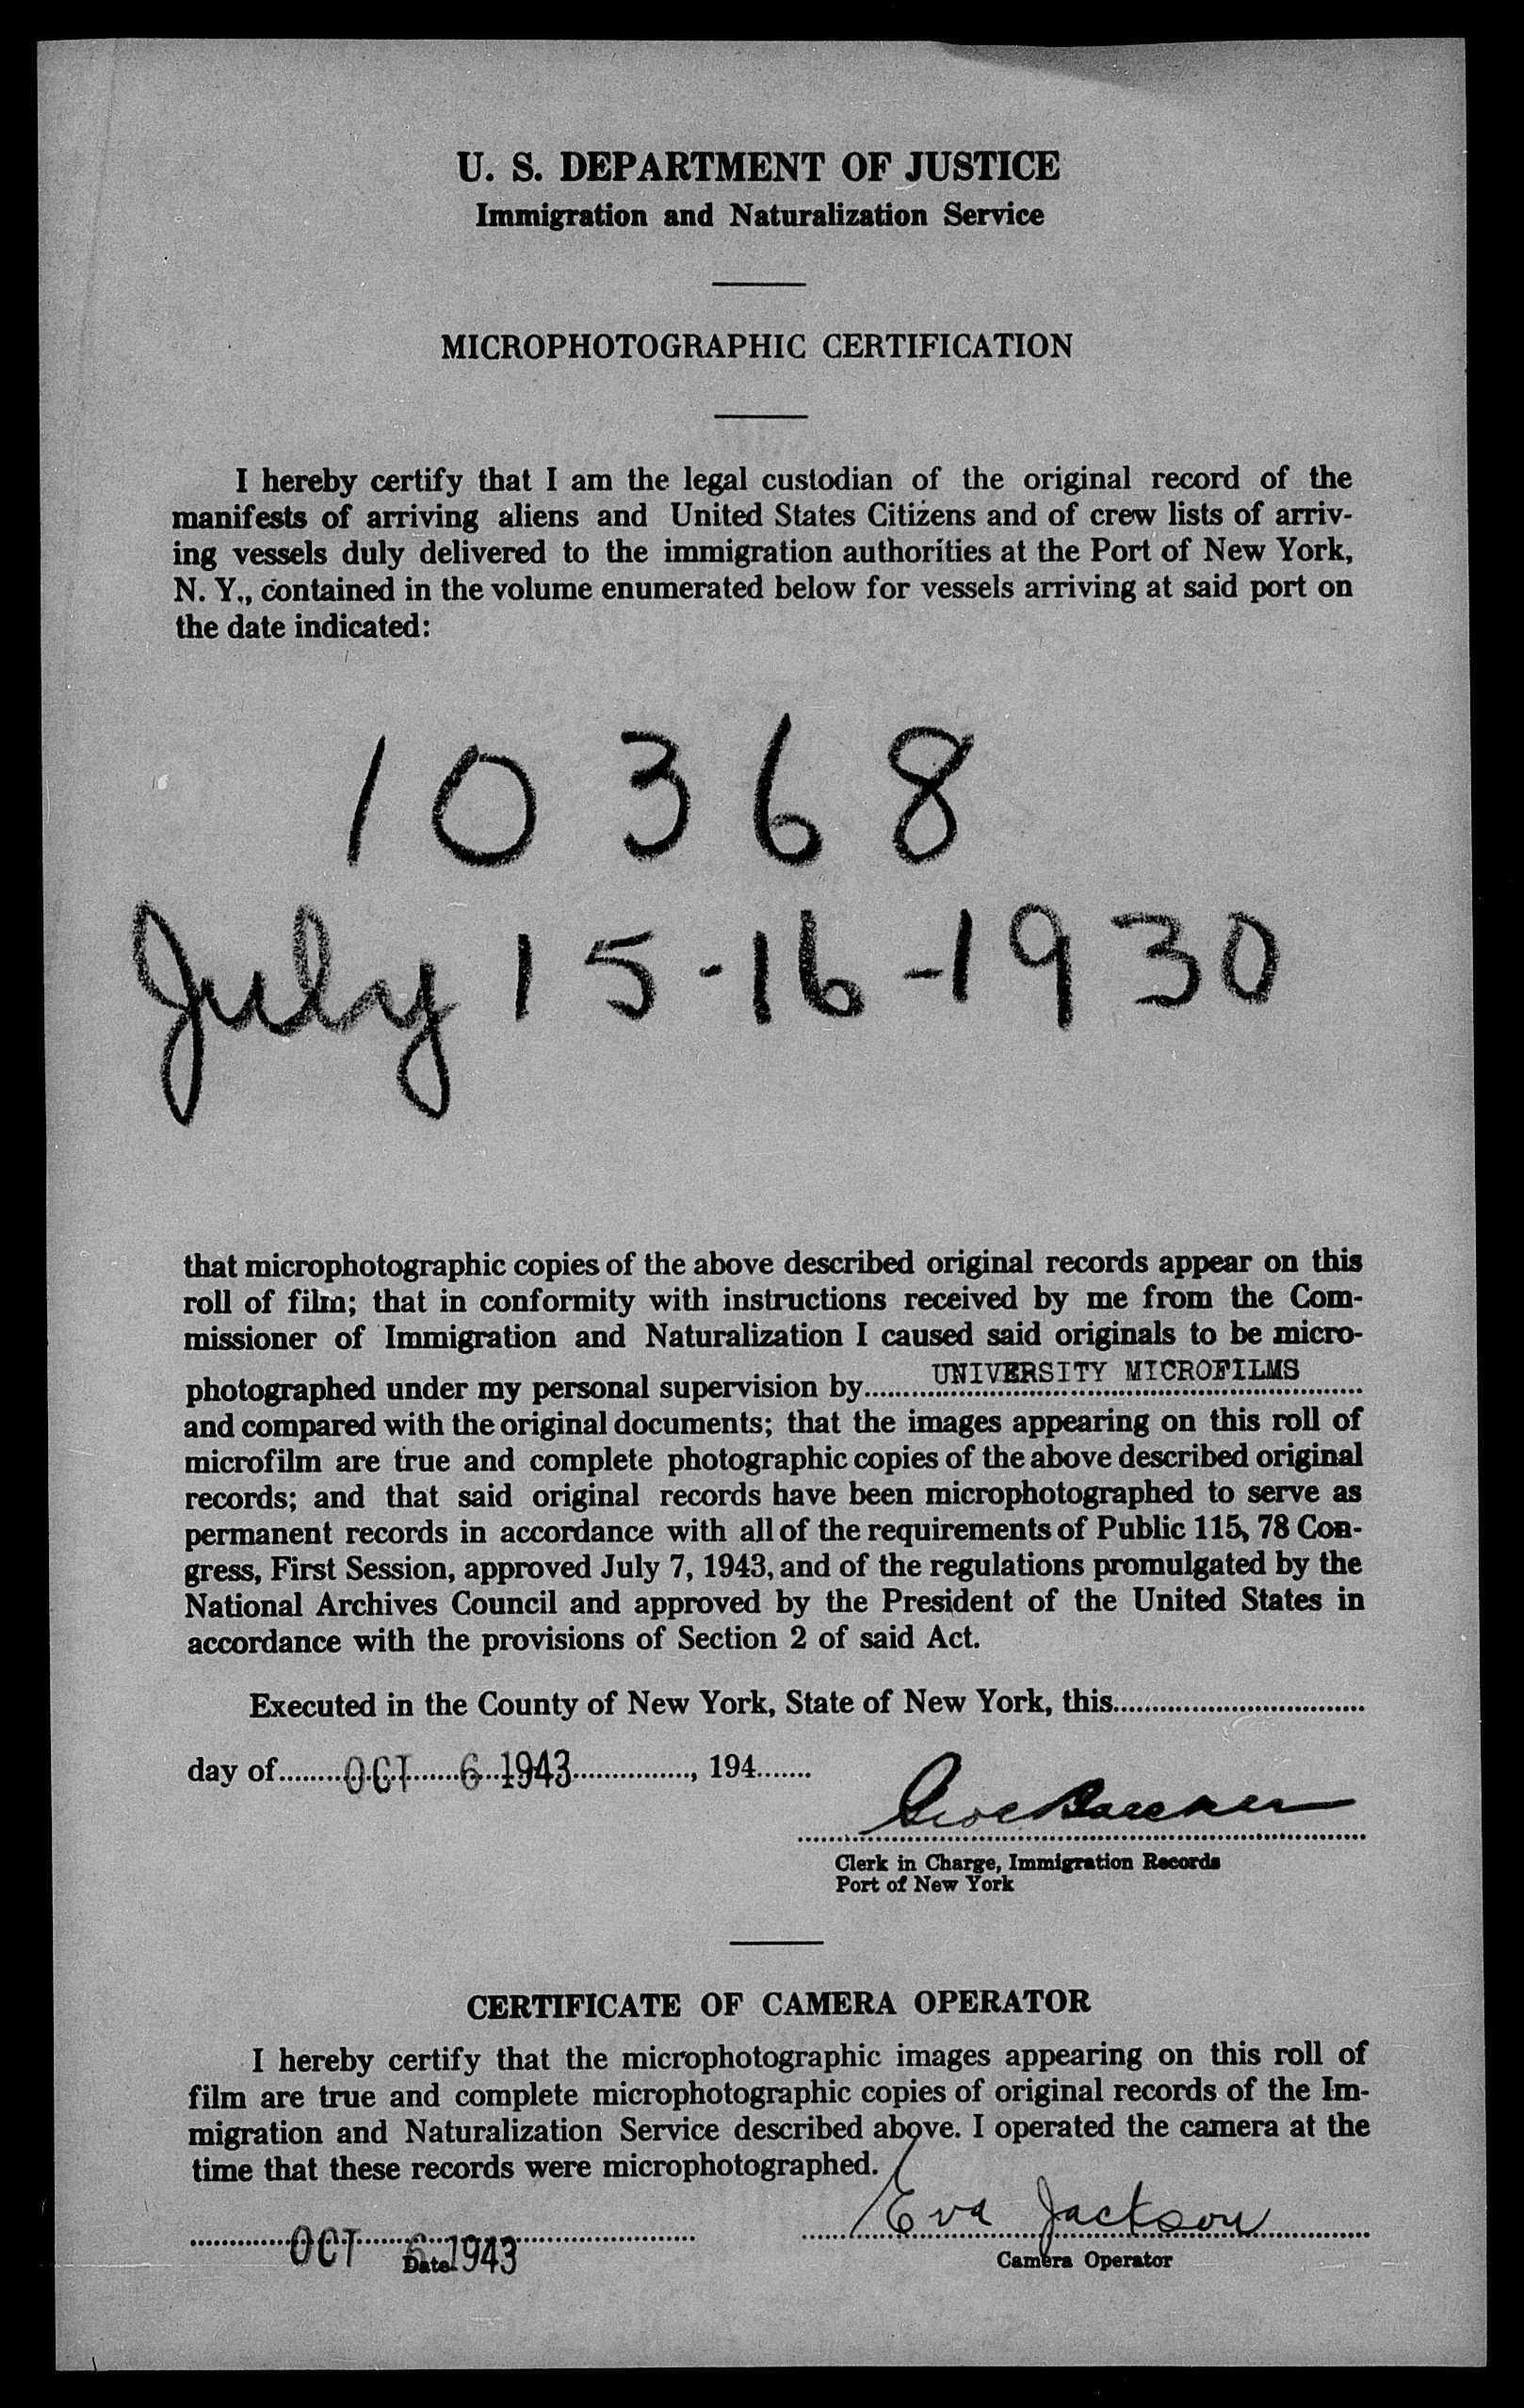 U. S. DEPARTMENT OF JUSTICE
Immigration and Naturalization Service
MICROPHOTOGRAPHIC CERTIFICATION
I hereby certify that I am the legal custodian of the original record of the
manifests of arriving aliens and United States Citizens and of crew lists of arriv-
ing vessels duly delivered to the immigration authorities at the Port of New York,
N. Y., contained in the volume enumerated below for vessels arriving at said port on
the date indicated:
10368
July 15-16-1930
that microphotographic copies of the above described original records appear on this
roll of film; that in conformity with instructions received by me from the Com-
missioner of Immigration and Naturalization I caused said originals to be micro-
photographed under my personal supervision by UNIVERSITY MICROFILMS
and compared with the original documents; that the images appearing on this roll of
microfilm are true and complete photographic copies of the above described original
records; and that said original records have been microphotographed to serve as
permanent records in accordance with all of the requirements of Public 115, 78 Con-
gress, First Session, approved July 7, 1943, and of the regulations promulgated by the
National Archives Council and approved by the President of the United States in
accordance with the provisions of Section 2 of said Act.
Executed in the County of New York, State of New York, this
day of OCT 6 1943, 194
Clerk in Charge, Immigration Records
Port of New York
CERTIFICATE OF CAMERA OPERATOR
I hereby certify that the microphotographic images appearing on this roll of
film are true and complete microphotographic copies of original records of the Im-
migration and Naturalization Service described above. I operated the camera at the
time that these records were microphotographed.
OCT 6 1943 Eva Jackson
Date Camera Operator